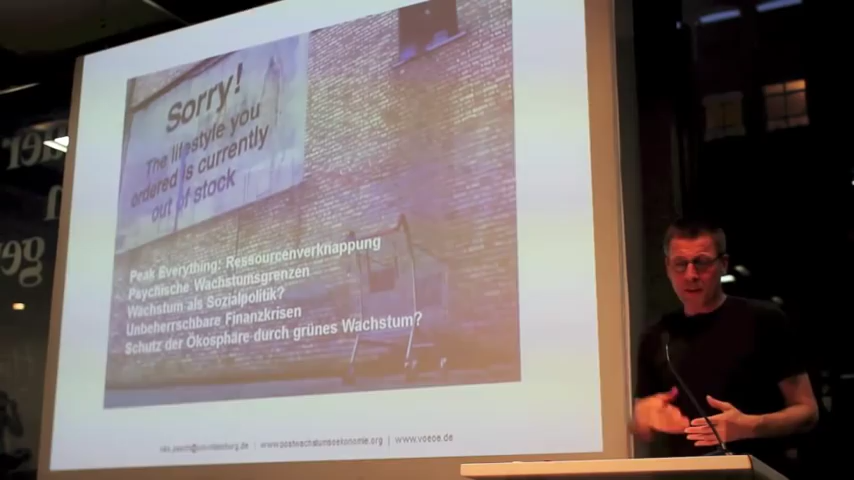 Sorry!
The lifestyle you
ordered is currently
out of stock
Peak Everything: Ressourcenverknappung
Psychische Wachstumsgrenzen
Wachstum als Sozialpolitik?
Unbeherrschbare Finanzkrisen
Schutz der Ökosphäre durch grünes Wachstum?
| www.postwachstumsoekonomie.org | www.voeoe.de